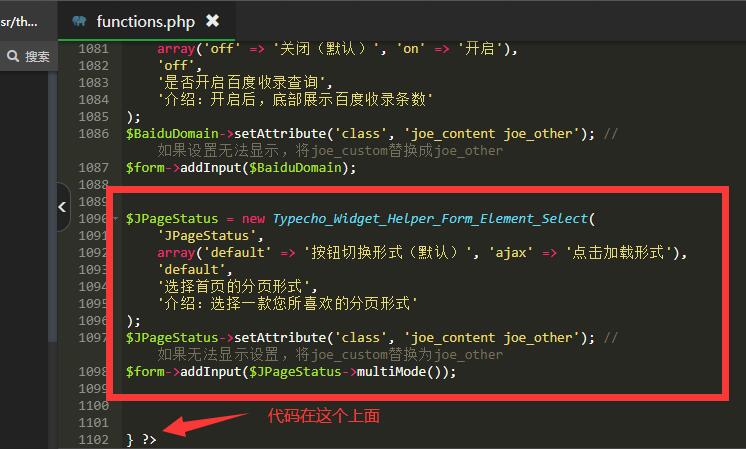 sr/th...
functions.php ✖
搜索
1081 array('off' => '关闭（默认）', 'on' => '开启'),
1082 'off',
1083 '是否开启百度收录查询',
1084 '介绍：开启后，底部展示百度收录条数'
1085 );
1086 $BaiduDomain->setAttribute('class', 'joe_content joe_other'); //
如果设置无法显示，将joe_custom替换成joe_other
1087 $form->addInput($BaiduDomain);
1088
1089
1090 $JPageStatus = new Typecho_Widget_Helper_Form_Element_Select(
1091 'JPageStatus',
1092 array('default' => '按钮切换形式（默认）', 'ajax' => '点击加载形式'),
1093 'default',
1094 '选择首页的分页形式',
1095 '介绍：选择一款您所喜欢的分页形式'
1096 );
1097 $JPageStatus->setAttribute('class', 'joe_content joe_other'); //
如果无法显示设置，将joe_custom替换为joe_other
1098 $form->addInput($JPageStatus->multiMode());
1099
1100
代码在这个上面
1101
1102 } ?>